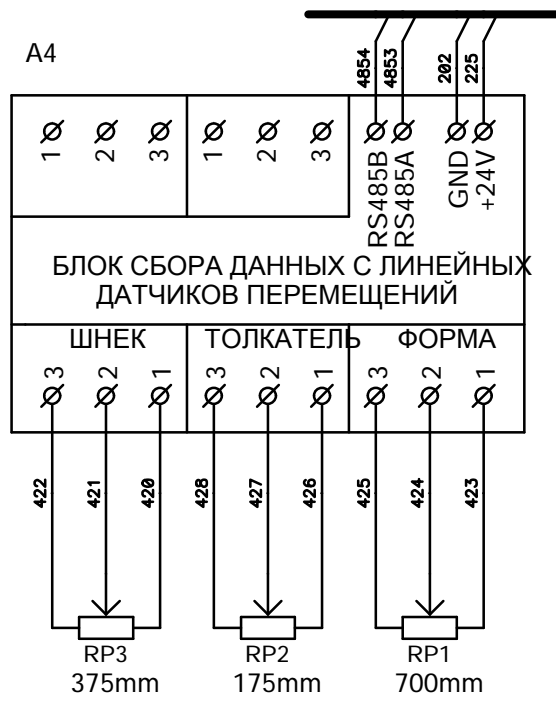 A4
4854 4853 202 225
1 2 3 1 2 3 RS485B RS485A GND +24V
БЛОК СБОРА ДАННЫХ С ЛИНЕЙНЫХ
ДАТЧИКОВ ПЕРЕМЕЩЕНИЙ
ШНЕК ТОЛКАТЕЛЬ ФОРМА
3 2 1 3 2 1 3 2 1
422 421 420 428 427 426 425 424 423
RP3 RP2 RP1
375mm 175mm 700mm